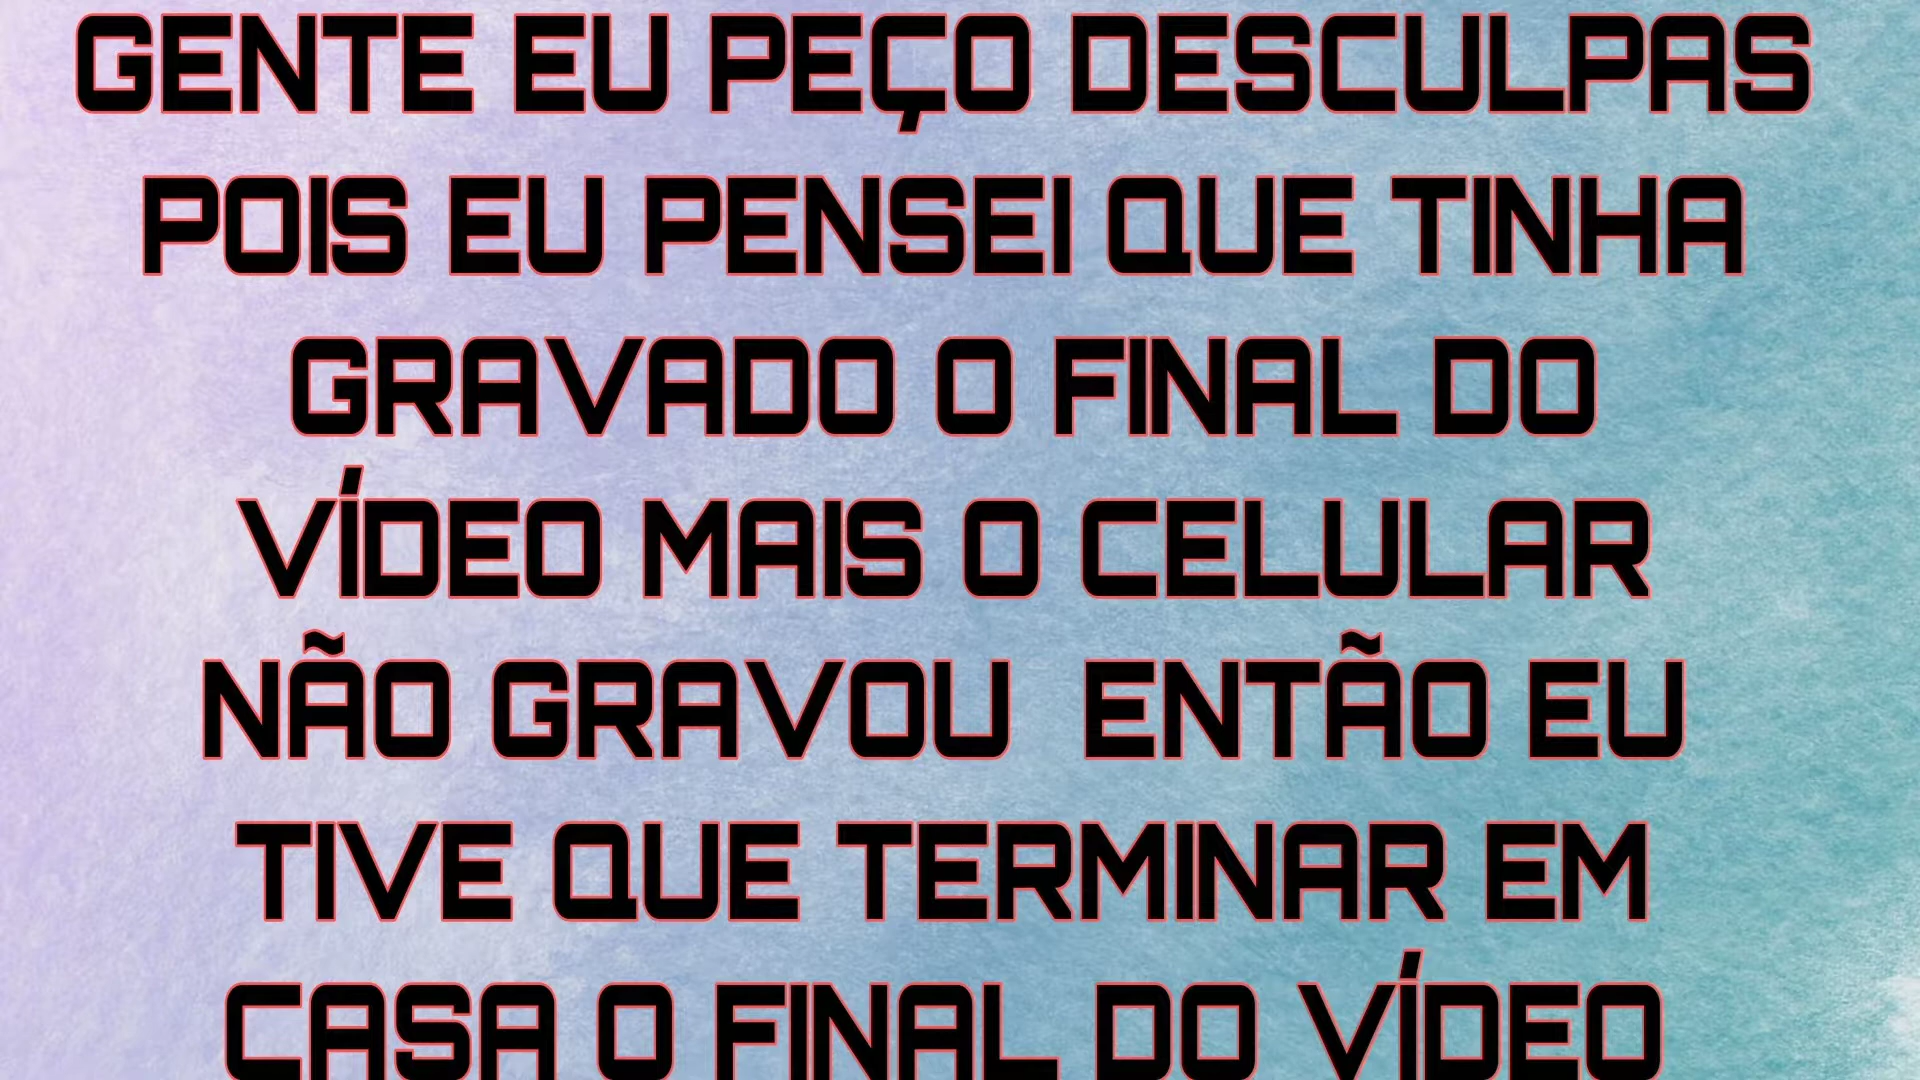 GENTE EU PEÇO DESCULPAS
POIS EU PENSEI QUE TINHA
GRAVADO O FINAL DO
VÍDEO MAIS O CELULAR
NÃO GRAVOU  ENTÃO EU
TIVE QUE TERMINAR EM
CASA O FINAL DO VÍDEO